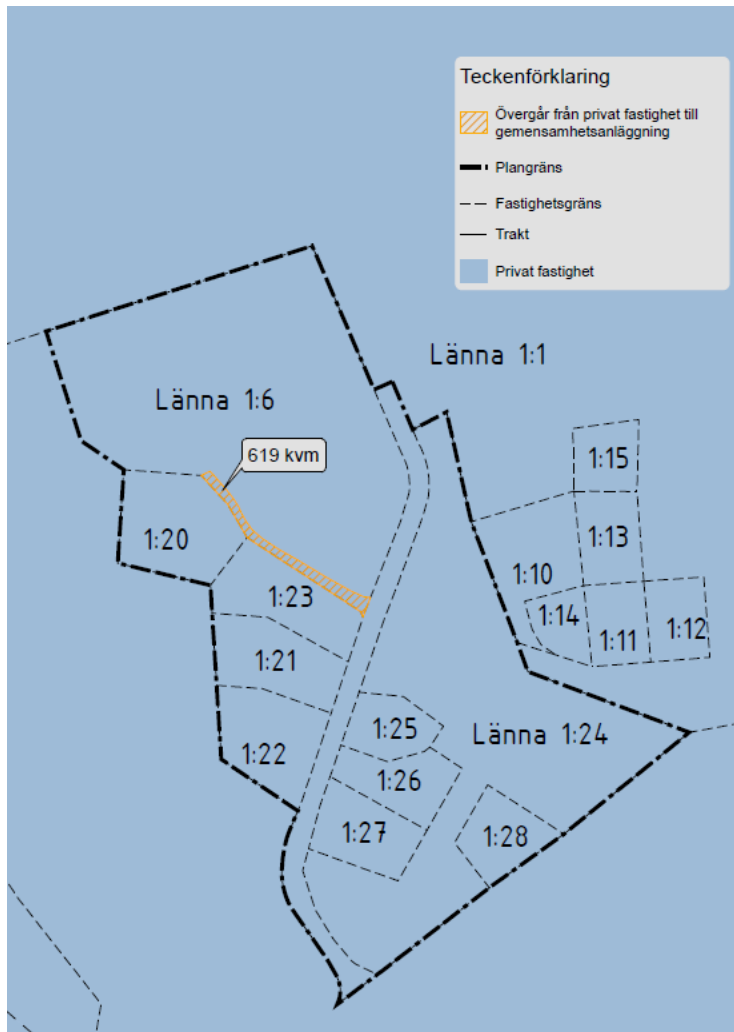 Teckenförklaring
Övergår från privat fastighet till
gemensamhetsanläggning
Plangräns
Fastighetsgräns
Trakt
Privat fastighet
Länna 1:1
Länna 1:6
619 kvm
1:15
1:13
1:20
1:10
1:23
1:14
1:11
1:12
1:21
1:25
Länna 1:24
1:22
1:26
1:27
1:28